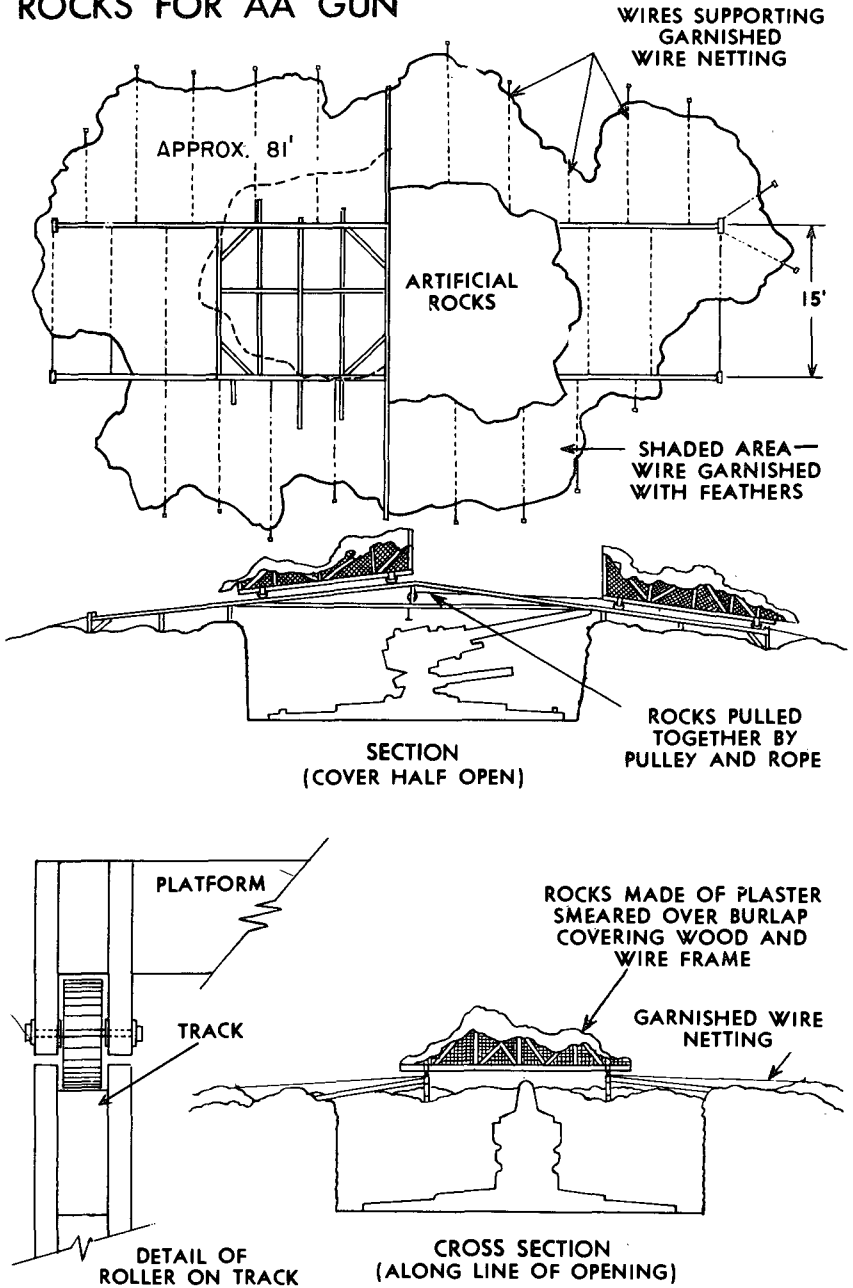 ROCKS FOR AA GUN
WIRES SUPPORTING
GARNISHED
WIRE NETTING
APPROX. 81'
ARTIFICIAL
ROCKS
15'
SHADED AREA—
WIRE GARNISHED
WITH FEATHERS
ROCKS PULLED
TOGETHER BY
PULLEY AND ROPE
SECTION
(COVER HALF OPEN)
PLATFORM
TRACK
DETAIL OF
ROLLER ON TRACK
ROCKS MADE OF PLASTER
SMEARED OVER BURLAP
COVERING WOOD AND
WIRE FRAME
GARNISHED WIRE
NETTING
CROSS SECTION
(ALONG LINE OF OPENING)